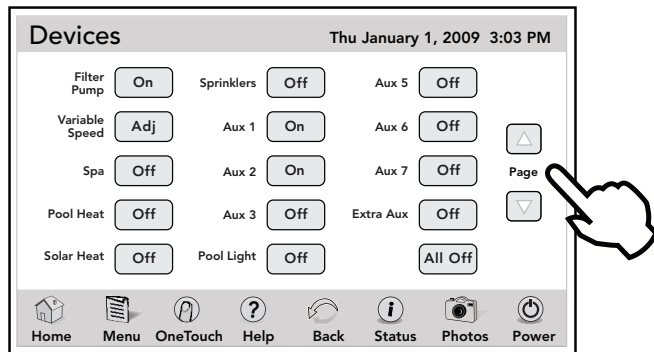 Devices
Thu January 1, 2009 3:03 PM
Filter Pump On Sprinklers Off Aux 5 Off
Variable Speed Adj Aux 1 On Aux 6 Off
Spa Off Aux 2 On Aux 7 Off
Page
Pool Heat Off Aux 3 Off Extra Aux Off
Solar Heat Off Pool Light Off All Off
Home Menu OneTouch Help Back Status Photos Power